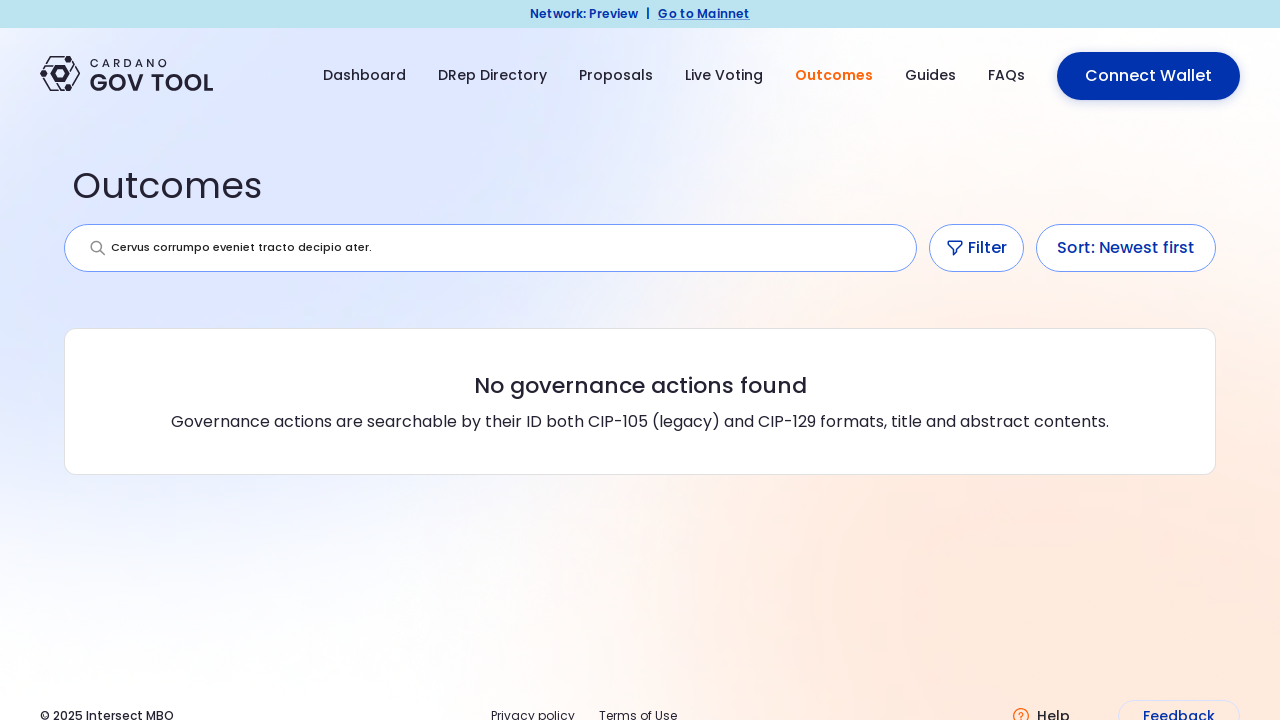 Network: Preview | Go to Mainnet
CARDANO
GOV TOOL
Dashboard DRep Directory Proposals Live Voting Outcomes Guides FAQs Connect Wallet
Outcomes
Cervus corrumpo eveniet tracto decipio ater.
Filter
Sort: Newest first
No governance actions found
Governance actions are searchable by their ID both CIP-105 (legacy) and CIP-129 formats, title and abstract contents.
© 2025 Intersect MBO Privacy policy Terms of Use Help Feedback